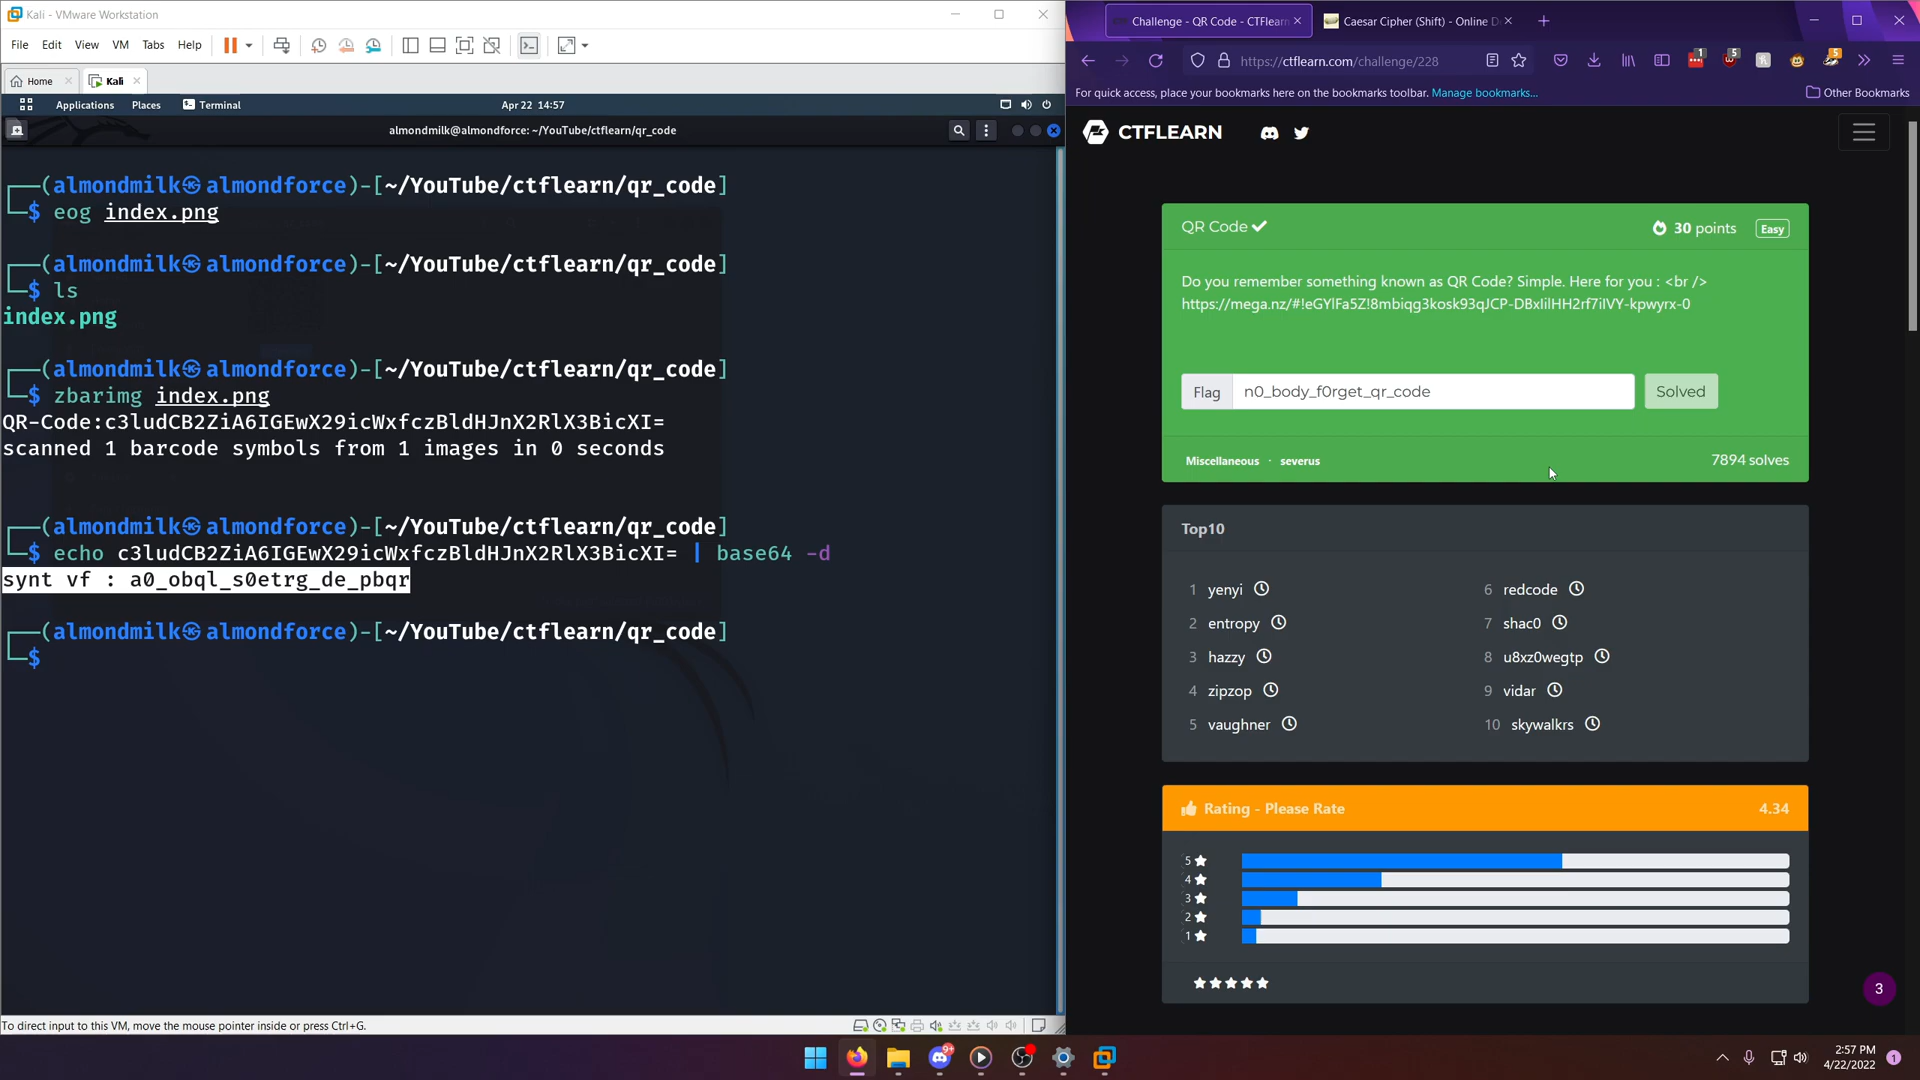 Kali - VMware Workstation
File Edit View VM Tabs Help
Home
Kali
Applications Places Terminal Apr 22 14:57
almondmilk@almondforce: ~/YouTube/ctflearn/qr_code
┌──(almondmilk㉿almondforce)-[~/YouTube/ctflearn/qr_code]
└─$ eog index.png
┌──(almondmilk㉿almondforce)-[~/YouTube/ctflearn/qr_code]
└─$ ls
index.png
┌──(almondmilk㉿almondforce)-[~/YouTube/ctflearn/qr_code]
└─$ zbarimg index.png
QR-Code:c3ludCB2ZiA6IGEwX29icWxfczBldHJnX2RlX3BicXI=
scanned 1 barcode symbols from 1 images in 0 seconds
┌──(almondmilk㉿almondforce)-[~/YouTube/ctflearn/qr_code]
└─$ echo c3ludCB2ZiA6IGEwX29icWxfczBldHJnX2RlX3BicXI= | base64 -d
synt vf : a0_obql_s0etrg_de_pbqr
┌──(almondmilk㉿almondforce)-[~/YouTube/ctflearn/qr_code]
└─$
To direct input to this VM, move the mouse pointer inside or press Ctrl+G.
Challenge - QR Code - CTFlearn
Caesar Cipher (Shift) - Online D
https://ctflearn.com/challenge/228
1
5
5
For quick access, place your bookmarks here on the bookmarks toolbar. Manage bookmarks...
Other Bookmarks
CTFLEARN
QR Code
30 points
Easy
Do you remember something known as QR Code? Simple. Here for you : <br />
https://mega.nz/#!eGYlFa5Z!8mbiqg3kosk93qJCP-DBxIilHH2rf7iIVY-kpwyrx-0
Flag n0_body_f0rget_qr_code Solved
Miscellaneous · severus
7894 solves
Top10
1 yenyi
2 entropy
3 hazzy
4 zipzop
5 vaughner
6 redcode
7 shac0
8 u8xz0wegtp
9 vidar
10 skywalkrs
Rating - Please Rate
4.34
5
4
3
2
1
3
9+
2:57 PM
4/22/2022
1